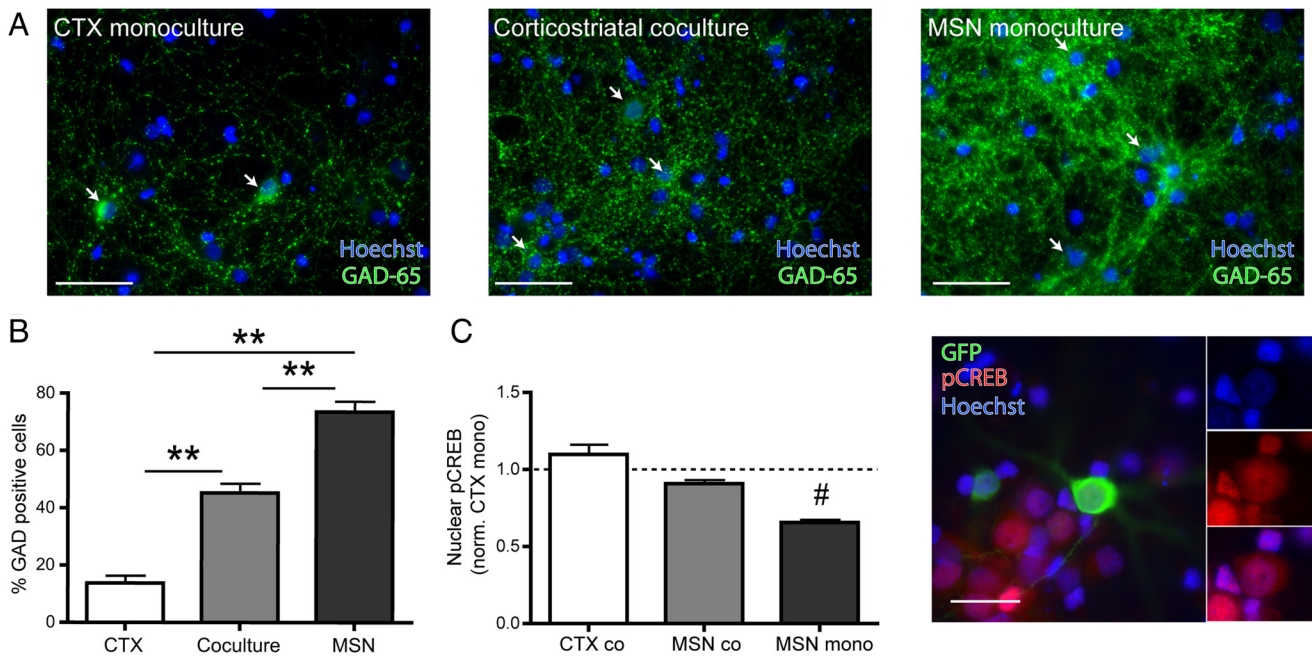 A
CTX monoculture
Hoechst
GAD-65
Corticostriatal coculture
Hoechst
GAD-65
MSN monoculture
Hoechst
GAD-65
B
% GAD positive cells
80
60
40
20
0
**
**
**
CTX
Coculture
MSN
C
Nuclear pCREB
(norm. CTX mono)
1.5
1.0
0.5
0.0
#
CTX co
MSN co
MSN mono
GFP
pCREB
Hoechst